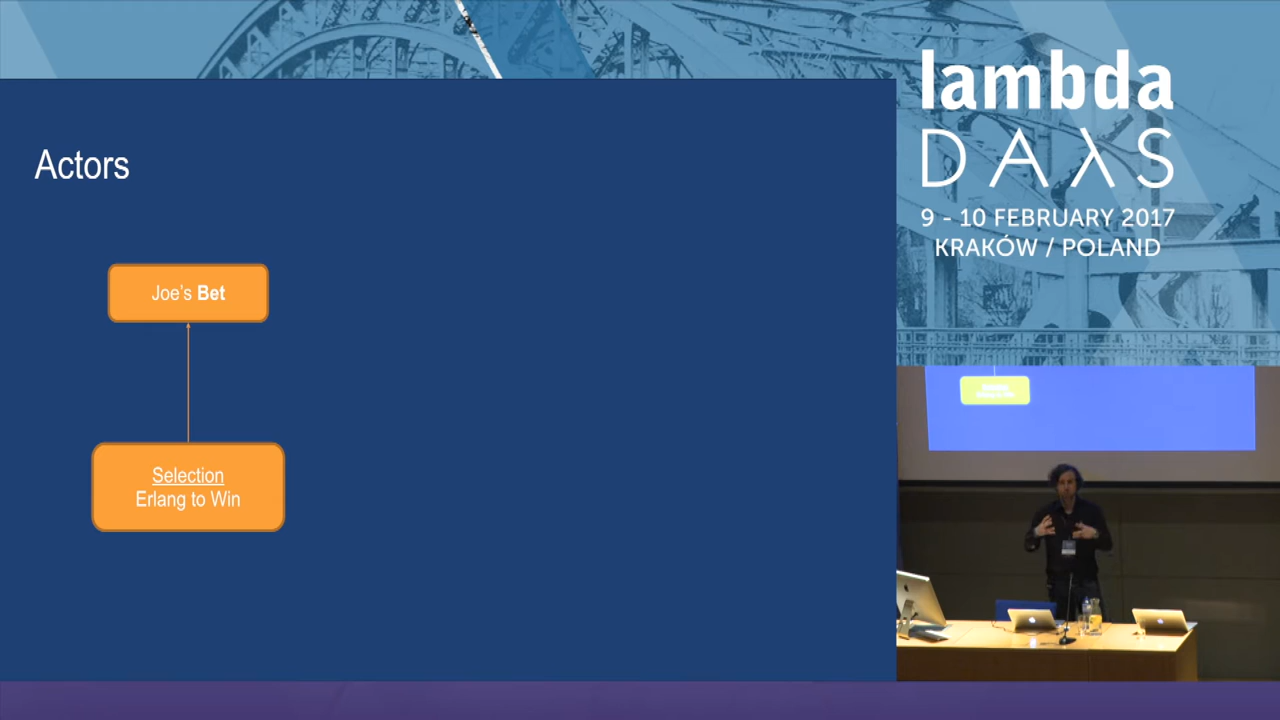 Actors
Joe's Bet
Selection
Erlang to Win
lambda
DAλS
9 - 10 FEBRUARY 2017
KRAKÓW / POLAND